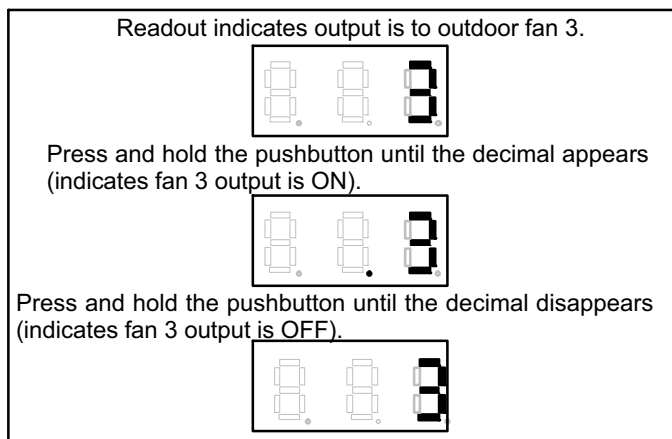 Readout indicates output is to outdoor fan 3.
3
Press and hold the pushbutton until the decimal appears
(indicates fan 3 output is ON).
.3
Press and hold the pushbutton until the decimal disappears
(indicates fan 3 output is OFF).
3